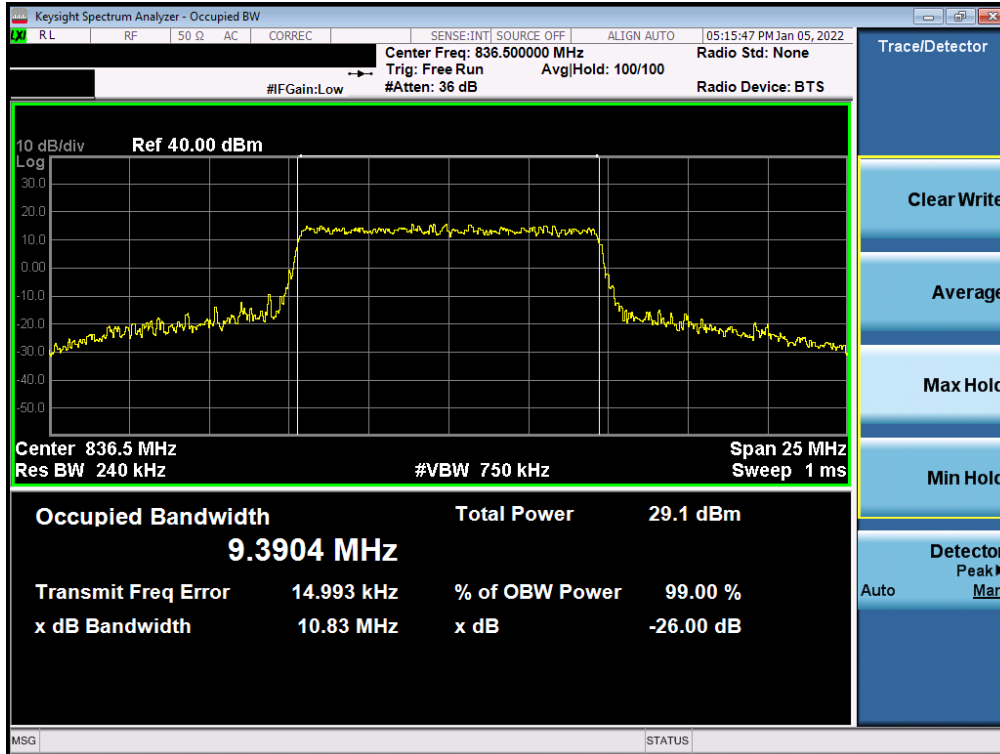 Keysight Spectrum Analyzer - Occupied BW
LXI RL RF 50 Ω AC CORREC SENSE:INT SOURCE OFF ALIGN AUTO 05:15:47 PM Jan 05, 2022
Center Freq: 836.500000 MHz Radio Std: None
Trig: Free Run Avg|Hold: 100/100
#IFGain:Low #Atten: 36 dB Radio Device: BTS
Trace/Detector
10 dB/div Ref 40.00 dBm
Log
30.0
20.0
10.0
0.00
-10.0
-20.0
-30.0
-40.0
-50.0
Center 836.5 MHz Span 25 MHz
Res BW 240 kHz #VBW 750 kHz Sweep 1 ms
Occupied Bandwidth Total Power 29.1 dBm
9.3904 MHz
Transmit Freq Error 14.993 kHz % of OBW Power 99.00 %
x dB Bandwidth 10.83 MHz x dB -26.00 dB
Clear Write
Average
Max Hold
Min Hold
Detector
Peak▶
Auto Man
MSG STATUS